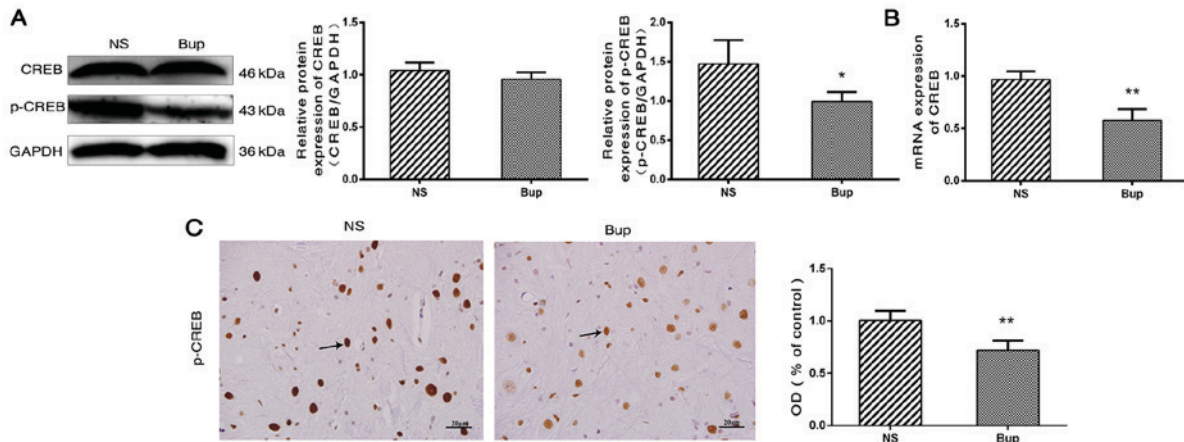 A
NS Bup
CREB 46 kDa
p-CREB 43 kDa
GAPDH 36 kDa
Relative protein
expression of CREB
(CREB/GAPDH)
1.5
1.0
0.5
0.0
NS Bup
Relative protein
expression of p-CREB
(p-CREB/GAPDH)
2.0
1.5
1.0
0.5
0.0
*
NS Bup
B
mRNA expression
of CREB
1.5
1.0
0.5
0.0
**
NS Bup
C
NS Bup
p-CREB
20μm
20μm
OD ( % of control)
1.5
1.0
0.5
0.0
**
NS Bup